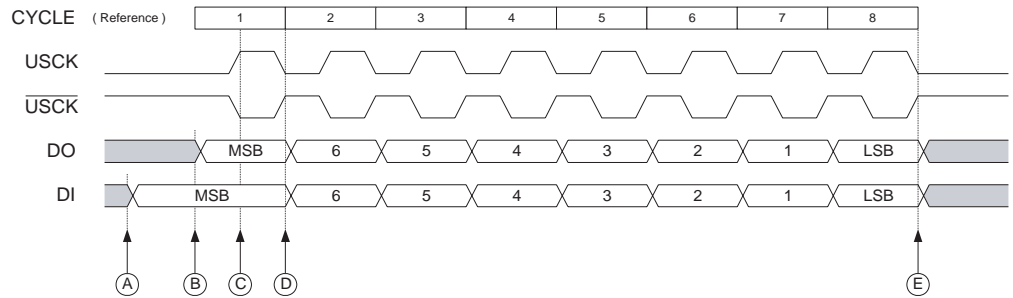 CYCLE ( Reference ) 1 2 3 4 5 6 7 8
USCK
USCK
DO MSB 6 5 4 3 2 1 LSB
DI MSB 6 5 4 3 2 1 LSB
A B C D E